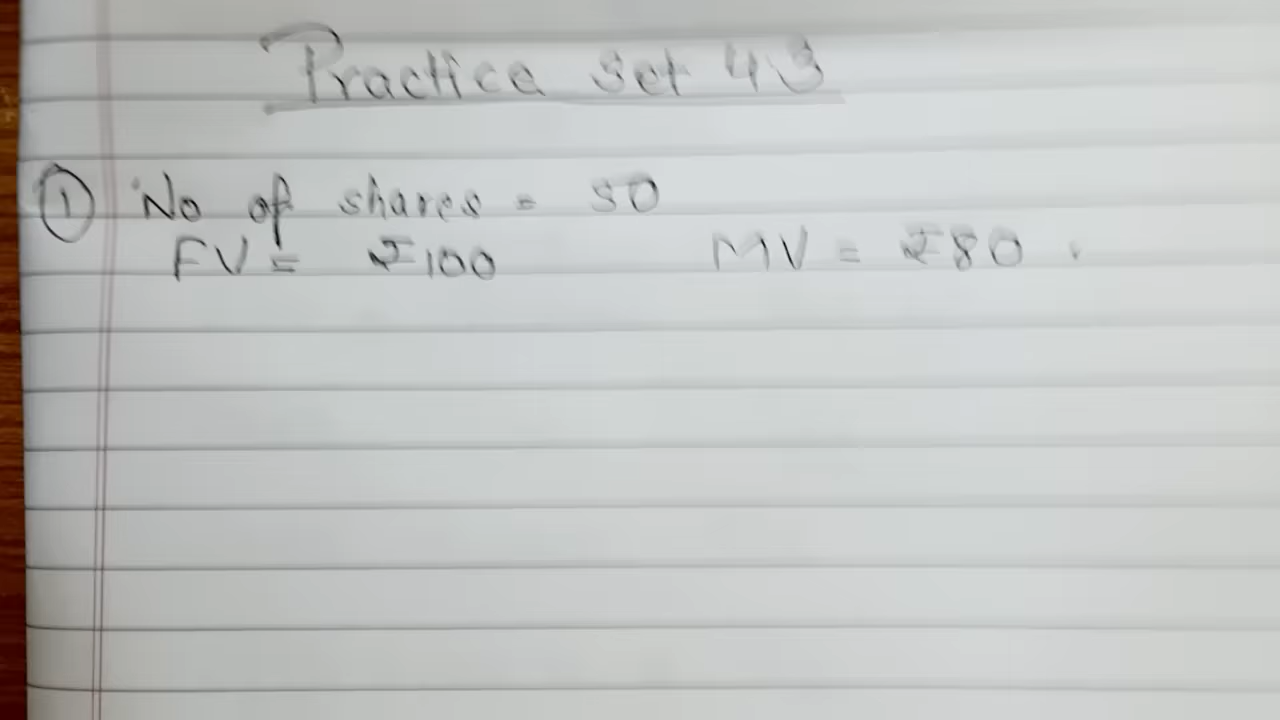 Practice Set 4.3
① No of shares = 50
FV = ₹100 MV = ₹80.